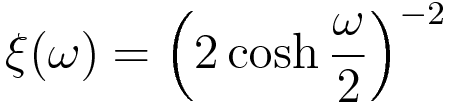 ξ(ω) = (2 cosh ω/2)^{-2}